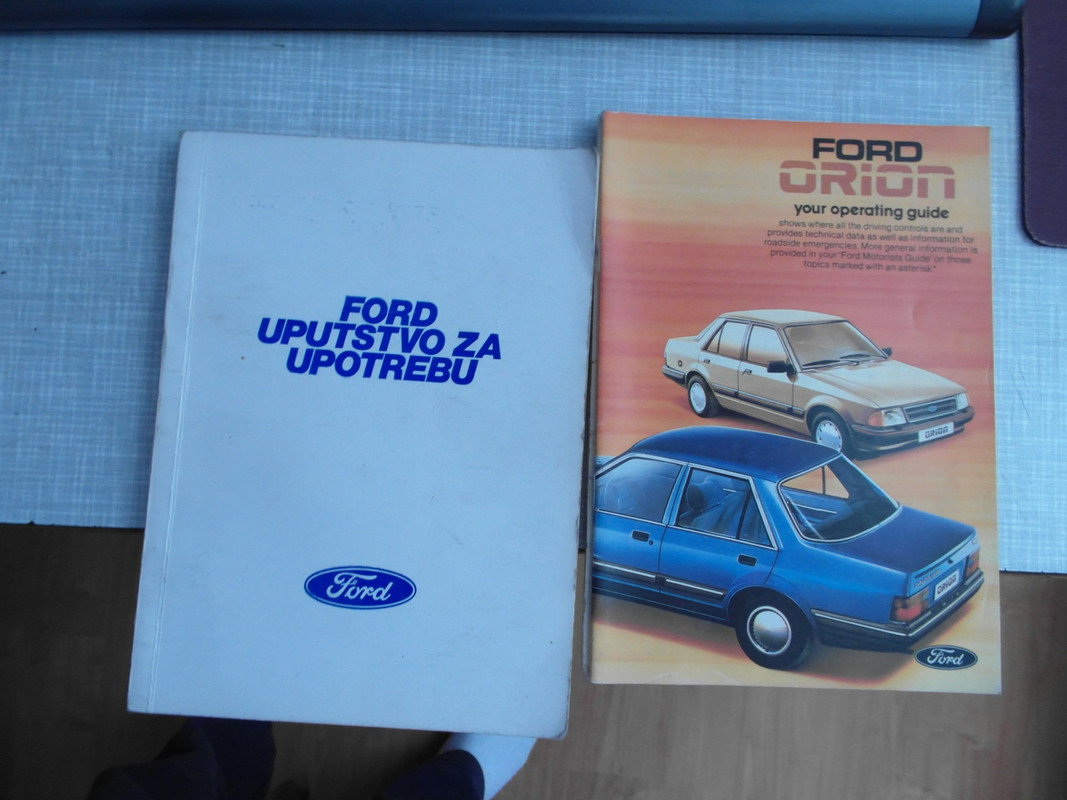 FORD
UPUTSTVO ZA
UPOTREBU
Ford
FORD
ORION
your operating guide
shows where all the driving controls are and
provides technical data as well as information for
roadside emergencies. More general information is
provided in your 'Ford Motorists Guide' on those
topics marked with an asterisk.*
ORION
ORION
Ford